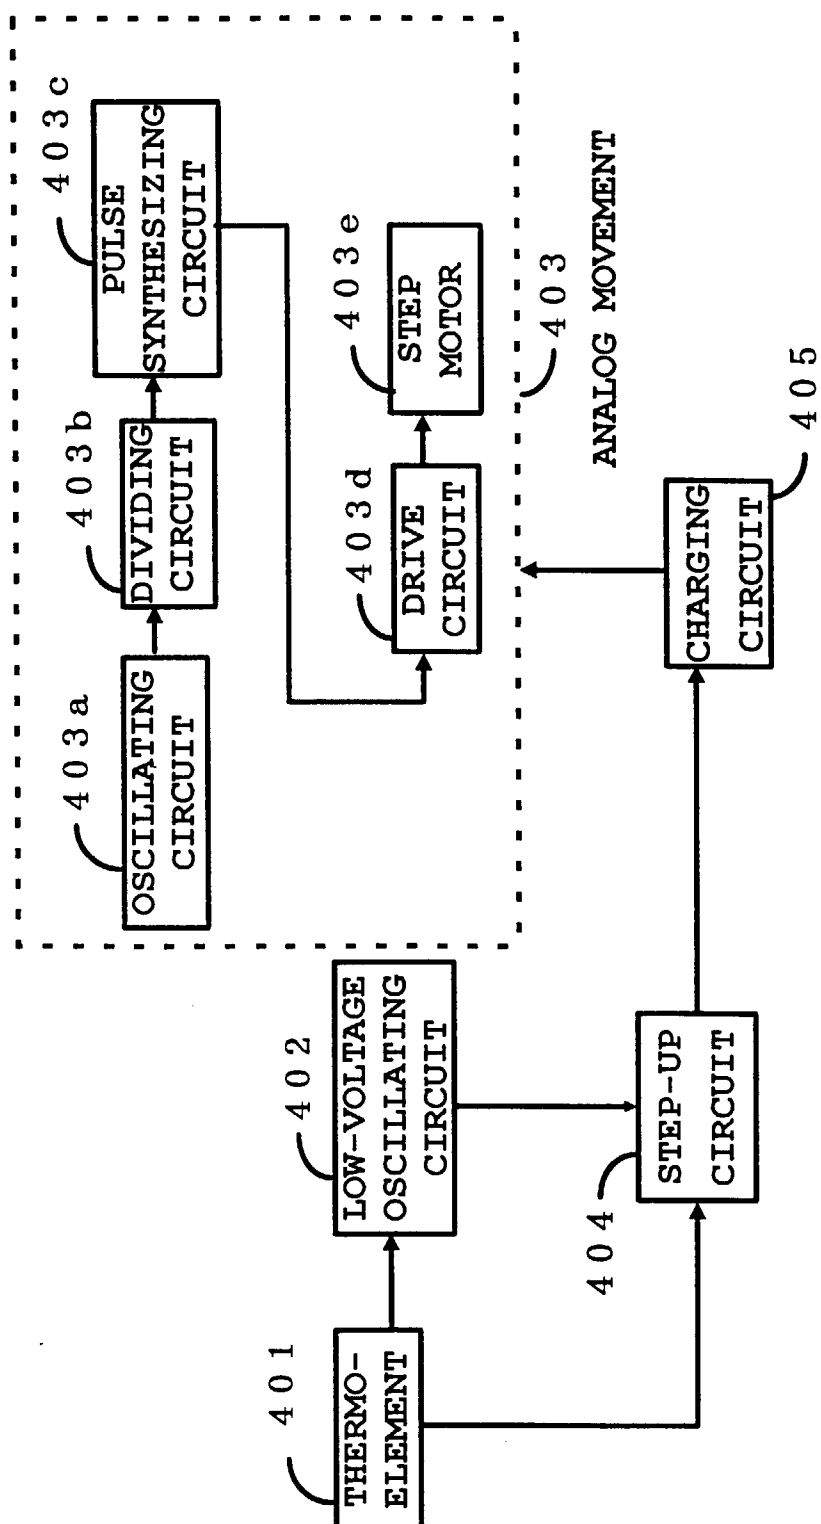 403a
OSCILLATING
CIRCUIT
403b
DIVIDING
CIRCUIT
403c
PULSE
SYNTHESIZING
CIRCUIT
403d
DRIVE
CIRCUIT
403e
STEP
MOTOR
403
ANALOG MOVEMENT
401
THERMO-
ELEMENT
402
LOW-VOLTAGE
OSCILLATING
CIRCUIT
404
STEP-UP
CIRCUIT
405
CHARGING
CIRCUIT